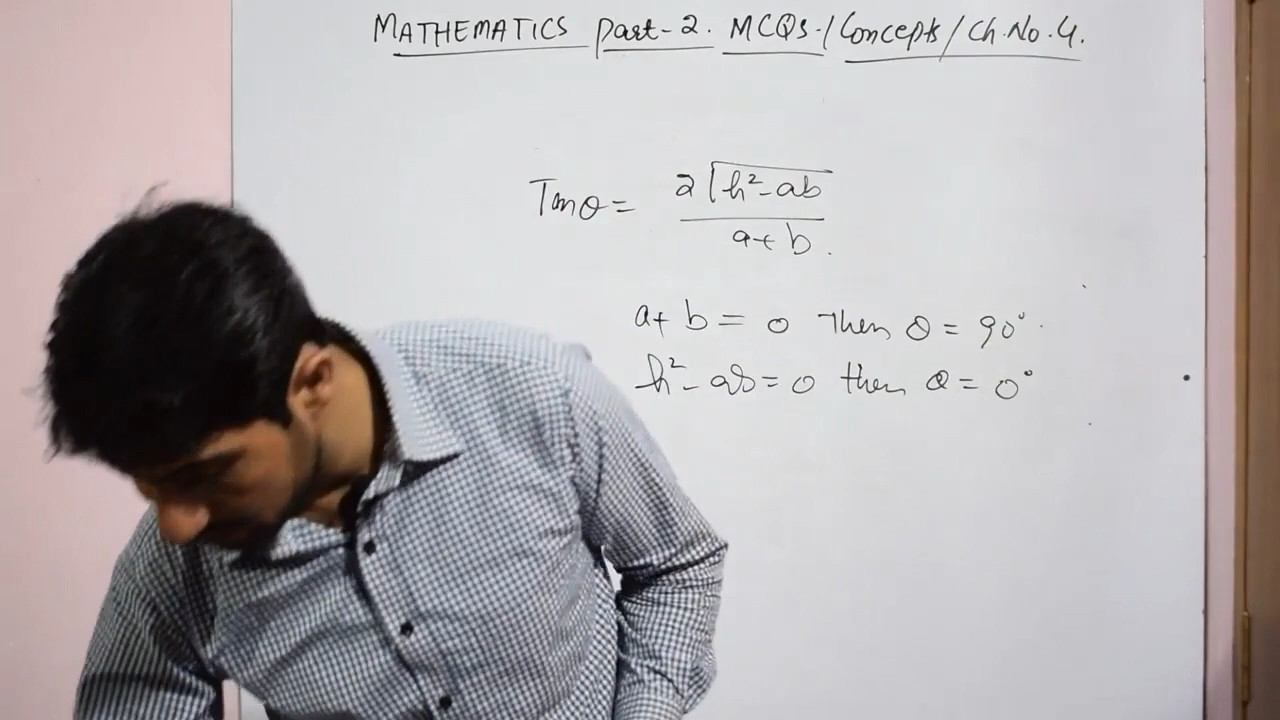 MATHEMATICS Part-2. MCQS./Concepts/Ch.No.4.
Tanθ = 2√h²-ab
a+b.
a+b=0 Then θ=90°.
h²-ab=0 then θ=0°